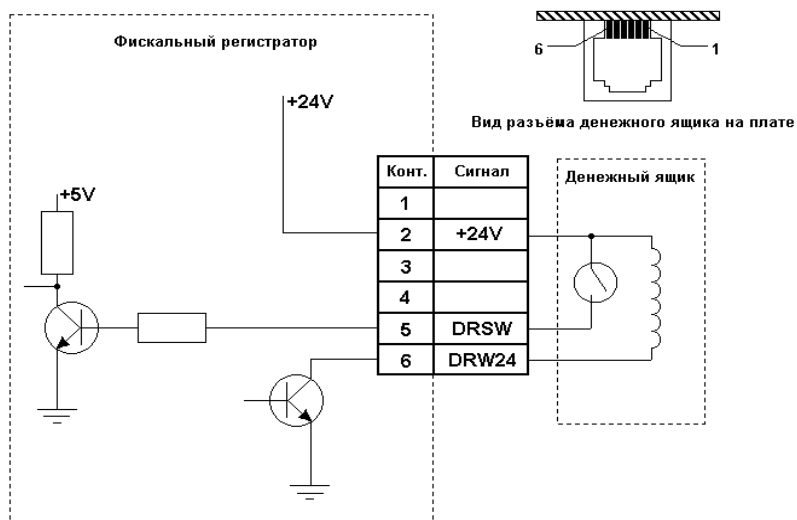 Фискальный регистратор
6
1
Вид разъёма денежного ящика на плате
+24V
+5V
Конт. Сигнал
1
2 +24V
3
4
5 DRSW
6 DRW24
Денежный ящик